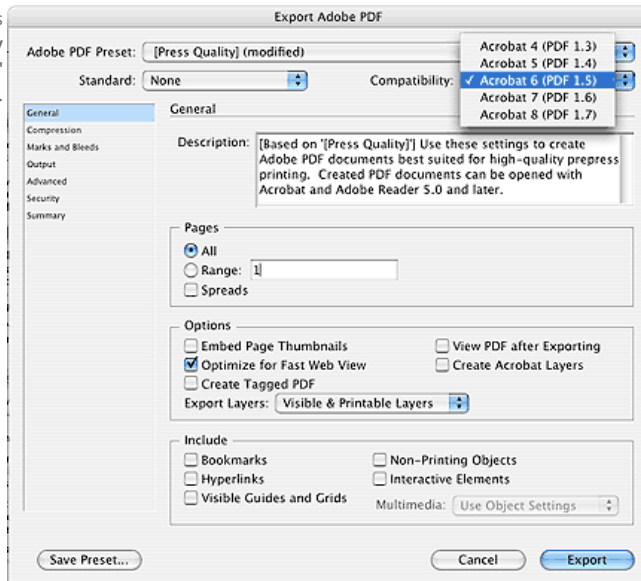 Export Adobe PDF
Adobe PDF Preset: [Press Quality] (modified)
Standard: None
Compatibility:
Acrobat 4 (PDF 1.3)
Acrobat 5 (PDF 1.4)
✓ Acrobat 6 (PDF 1.5)
Acrobat 7 (PDF 1.6)
Acrobat 8 (PDF 1.7)
General
Compression
Marks and Bleeds
Output
Advanced
Security
Summary
General
Description: [Based on '[Press Quality]'] Use these settings to create
Adobe PDF documents best suited for high-quality prepress
printing. Created PDF documents can be opened with
Acrobat and Adobe Reader 5.0 and later.
Pages
All
Range: 1
Spreads
Options
Embed Page Thumbnails
View PDF after Exporting
Optimize for Fast Web View
Create Acrobat Layers
Create Tagged PDF
Export Layers: Visible & Printable Layers
Include
Bookmarks
Non-Printing Objects
Hyperlinks
Interactive Elements
Visible Guides and Grids
Multimedia: Use Object Settings
Save Preset...
Cancel
Export